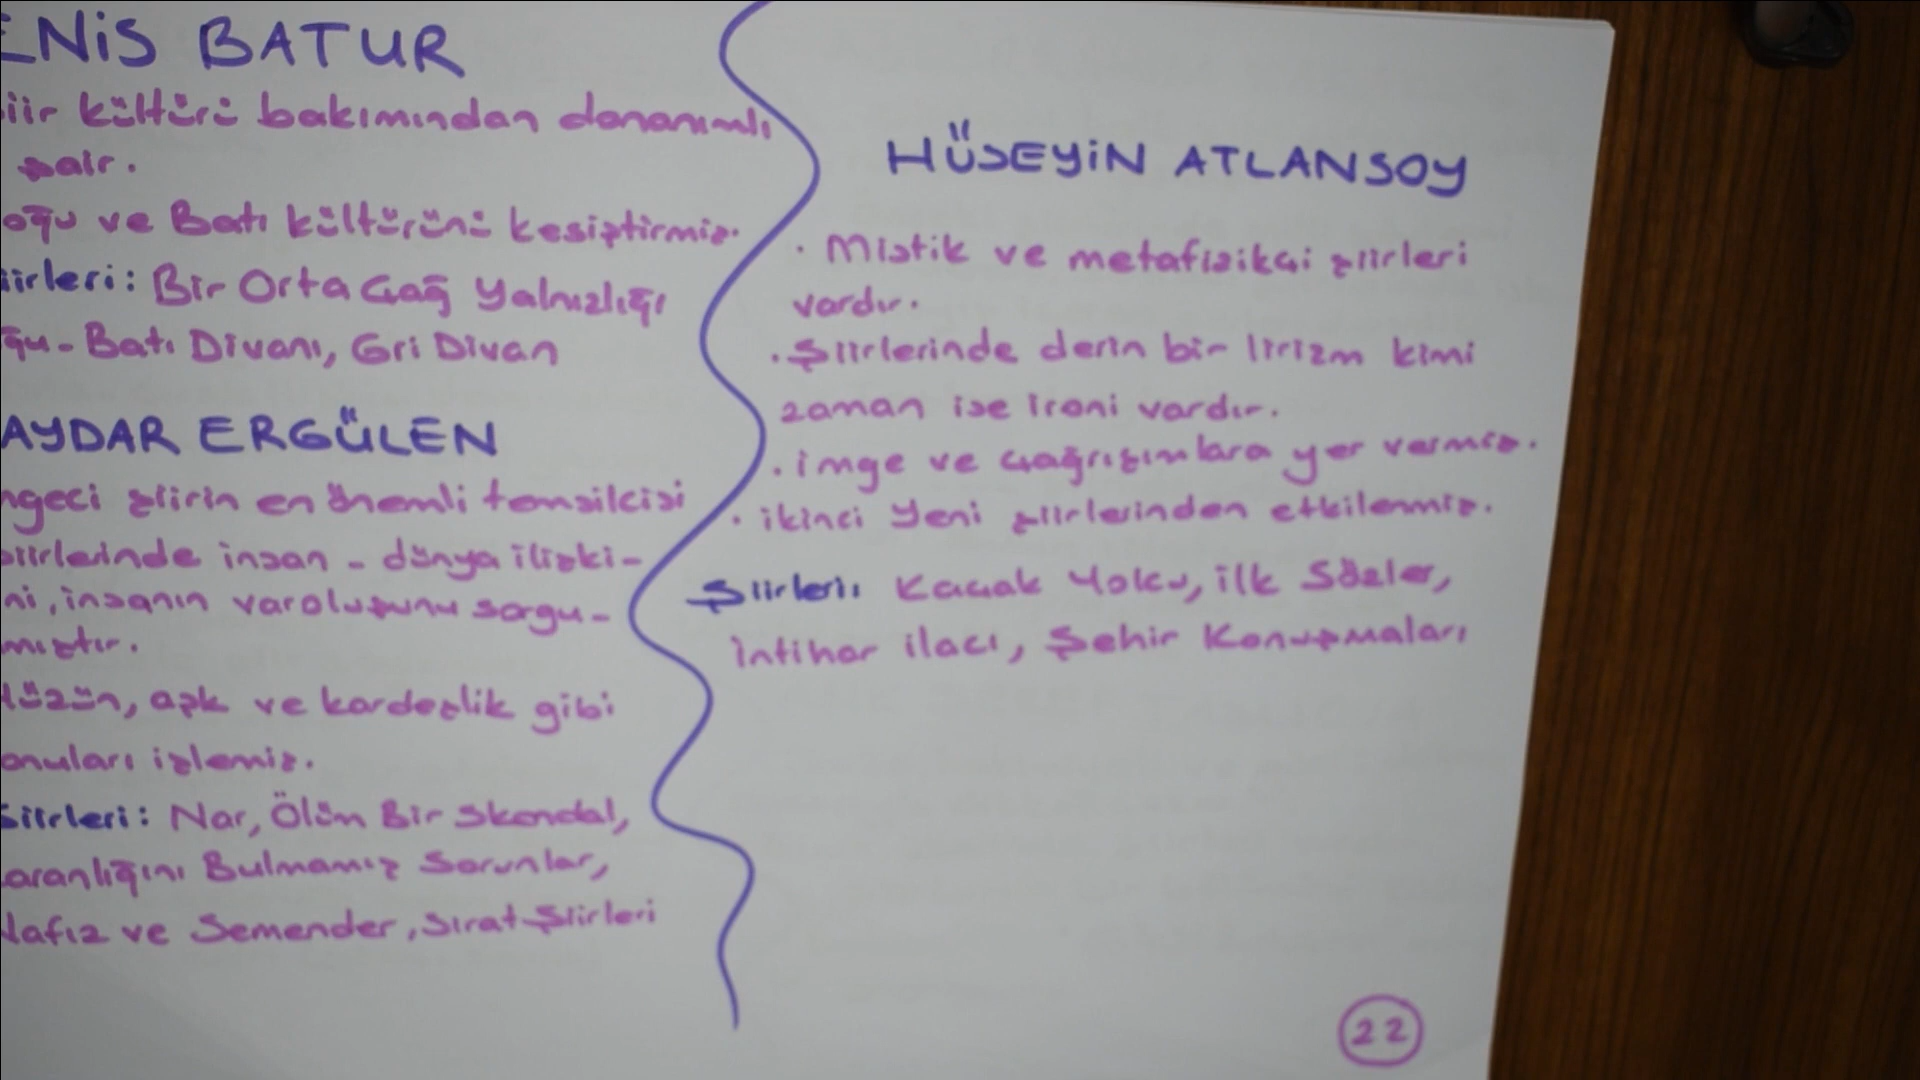 ENİS BATUR
iir kültürü bakımından donanımlı
şair.
oğu ve Batı kültürünü kesiştirmiş.
iirleri: Bir Orta Çağ Yalnızlığı
ğu-Batı Divanı, Gri Divan
AYDAR ERGÜLEN
mgeci şiirin en önemli temsilcisi
şiirlerinde insan - dünya ilişki-
ni, insanın varoluşunu sorgu-
mıştır.
Hüzün, aşk ve kardeşlik gibi
onuları işlemiş.
Şiirleri: Nar, Ölüm Bir Skandal,
aranlığını Bulmamış Sorunlar,
Hafız ve Semender, Sırat Şiirleri
HÜSEYİN ATLANSOY
· Mistik ve metafizikçi şiirleri
vardır.
· Şiirlerinde derin bir lirizm kimi
zaman ise ironi vardır.
· İmge ve çağrışımlara yer vermiş.
· İkinci Yeni şiirlerinden etkilenmiş.
Şiirleri: Kaçak Yolcu, İlk Sözler,
İntihar İlacı, Şehir Konuşmaları
22